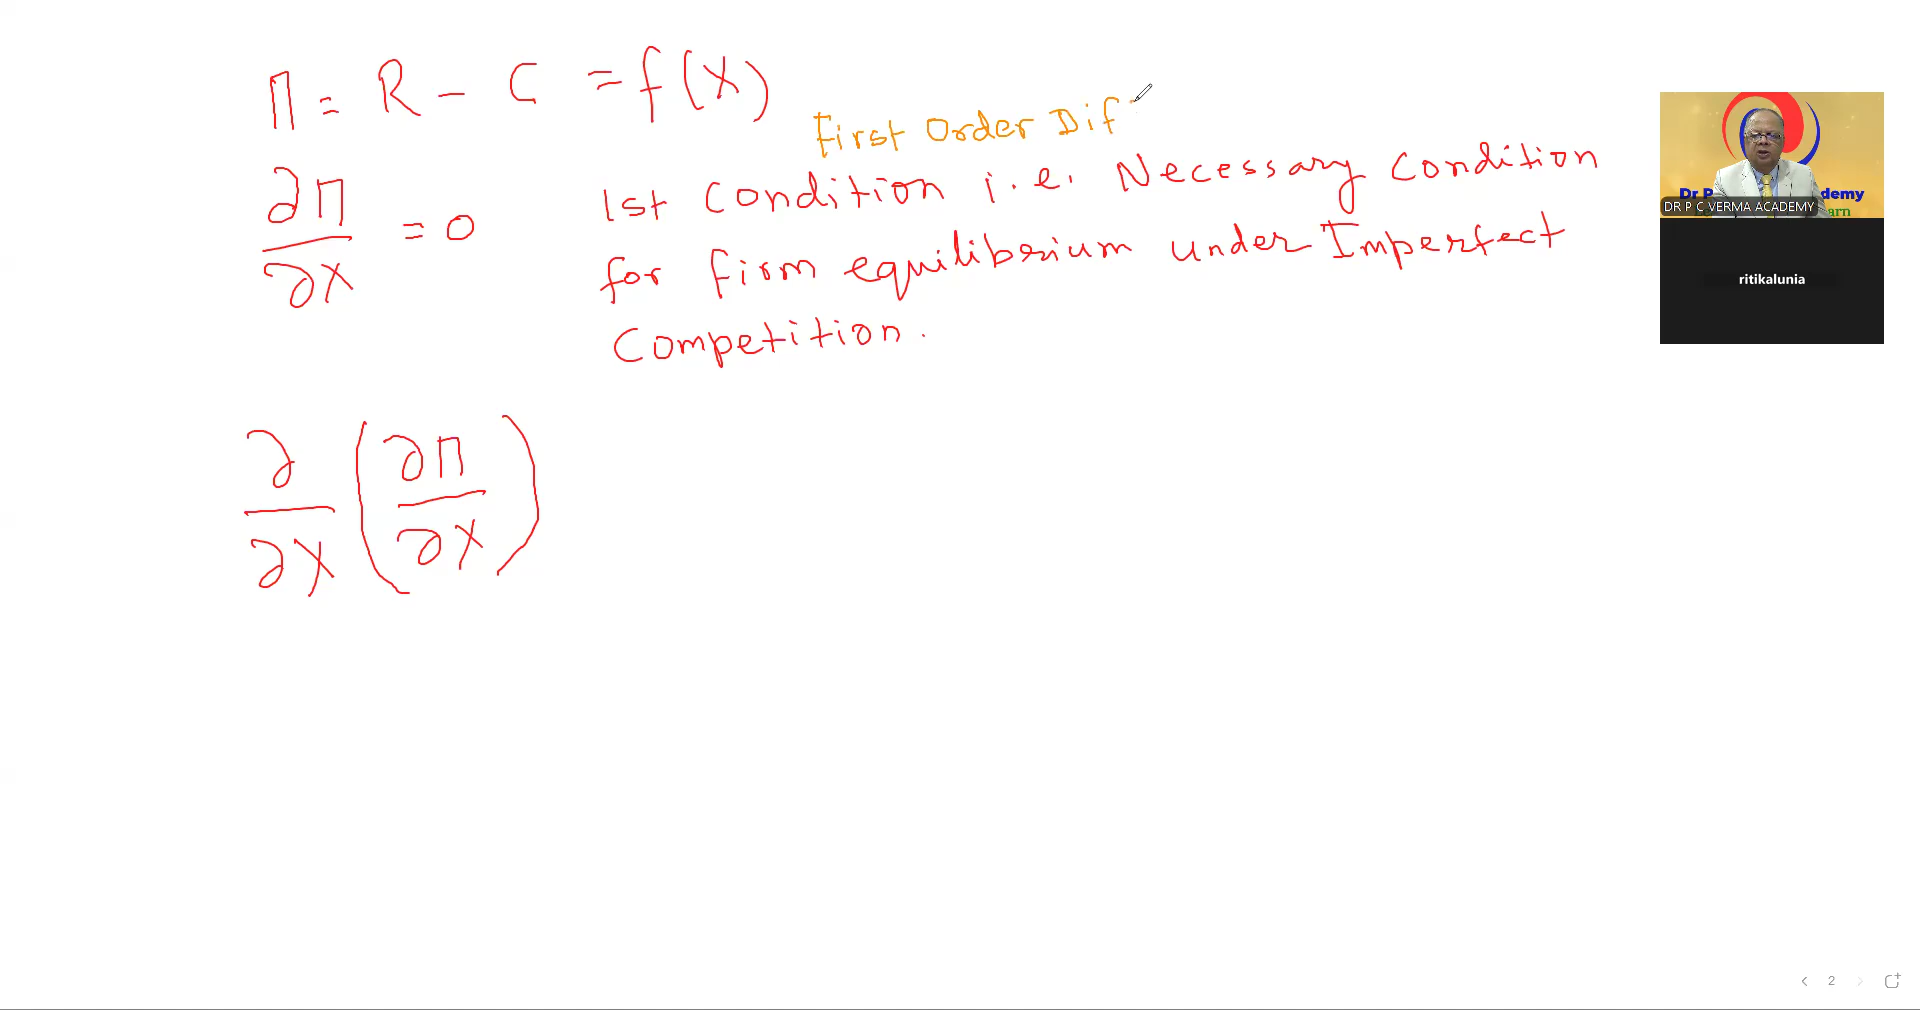 Π = R - C = f(X)
First Order Dif
∂Π/∂X = 0
1st Condition i.e. Necessary Condition
for firm equilibrium under Imperfect
Competition.
∂/∂X (∂Π/∂X)
Dr P demy
arn
DR P C VERMA ACADEMY
ritikalunia
2